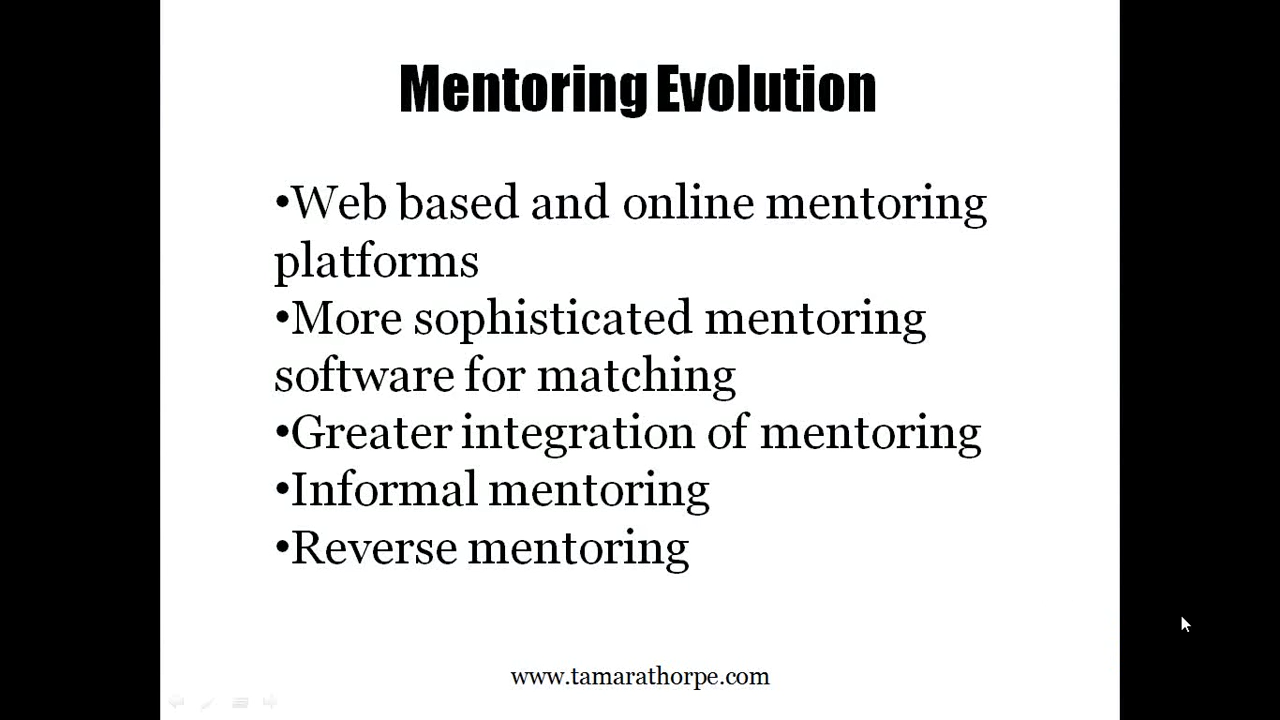 Mentoring Evolution
•Web based and online mentoring
platforms
•More sophisticated mentoring
software for matching
•Greater integration of mentoring
•Informal mentoring
•Reverse mentoring
www.tamarathorpe.com